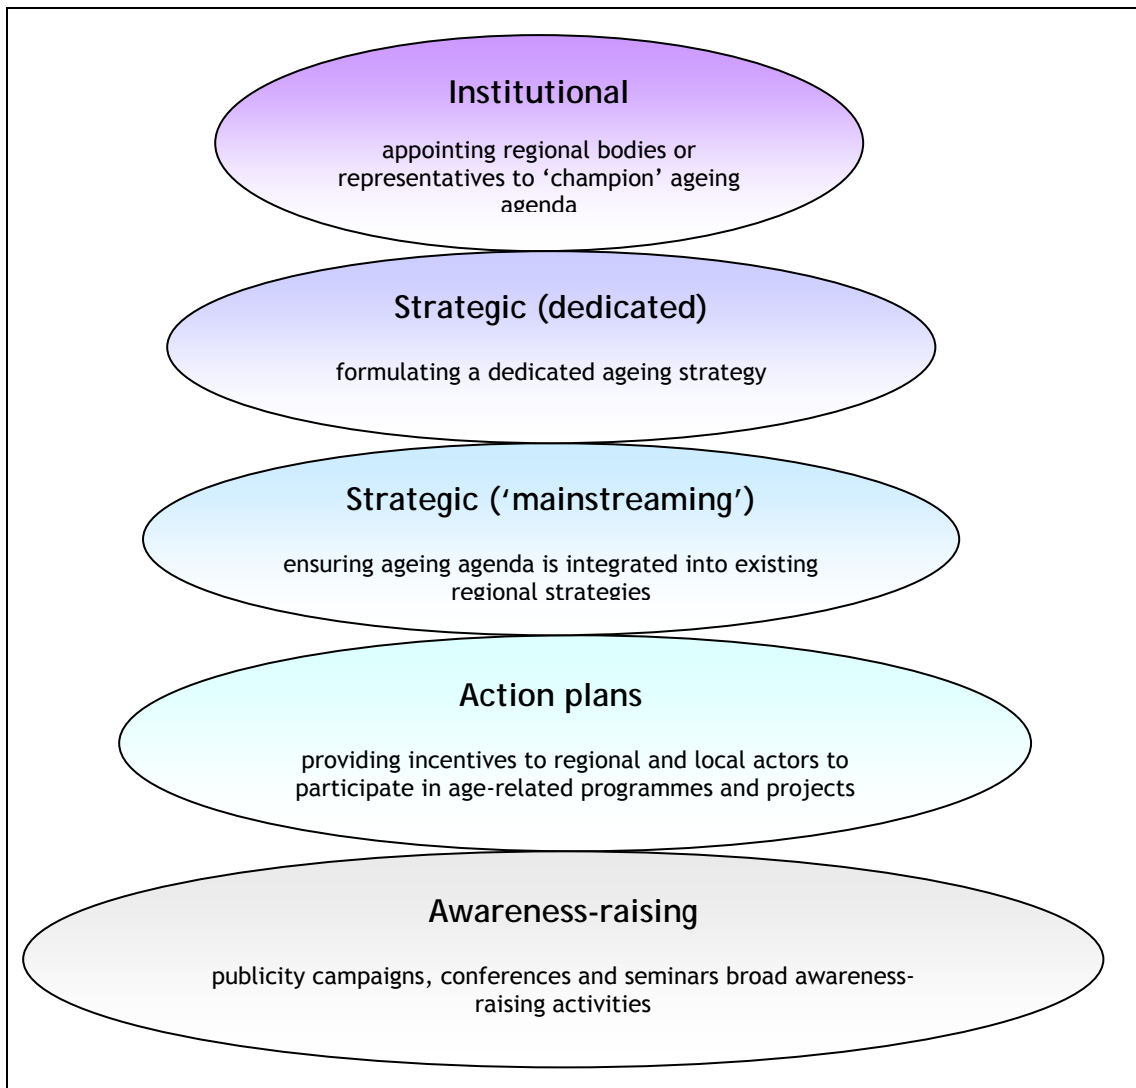 Institutional
appointing regional bodies or
representatives to ‘champion’ ageing
agenda
Strategic (dedicated)
formulating a dedicated ageing strategy
Strategic (‘mainstreaming’)
ensuring ageing agenda is integrated into existing
regional strategies
Action plans
providing incentives to regional and local actors to
participate in age-related programmes and projects
Awareness-raising
publicity campaigns, conferences and seminars broad awareness-
raising activities